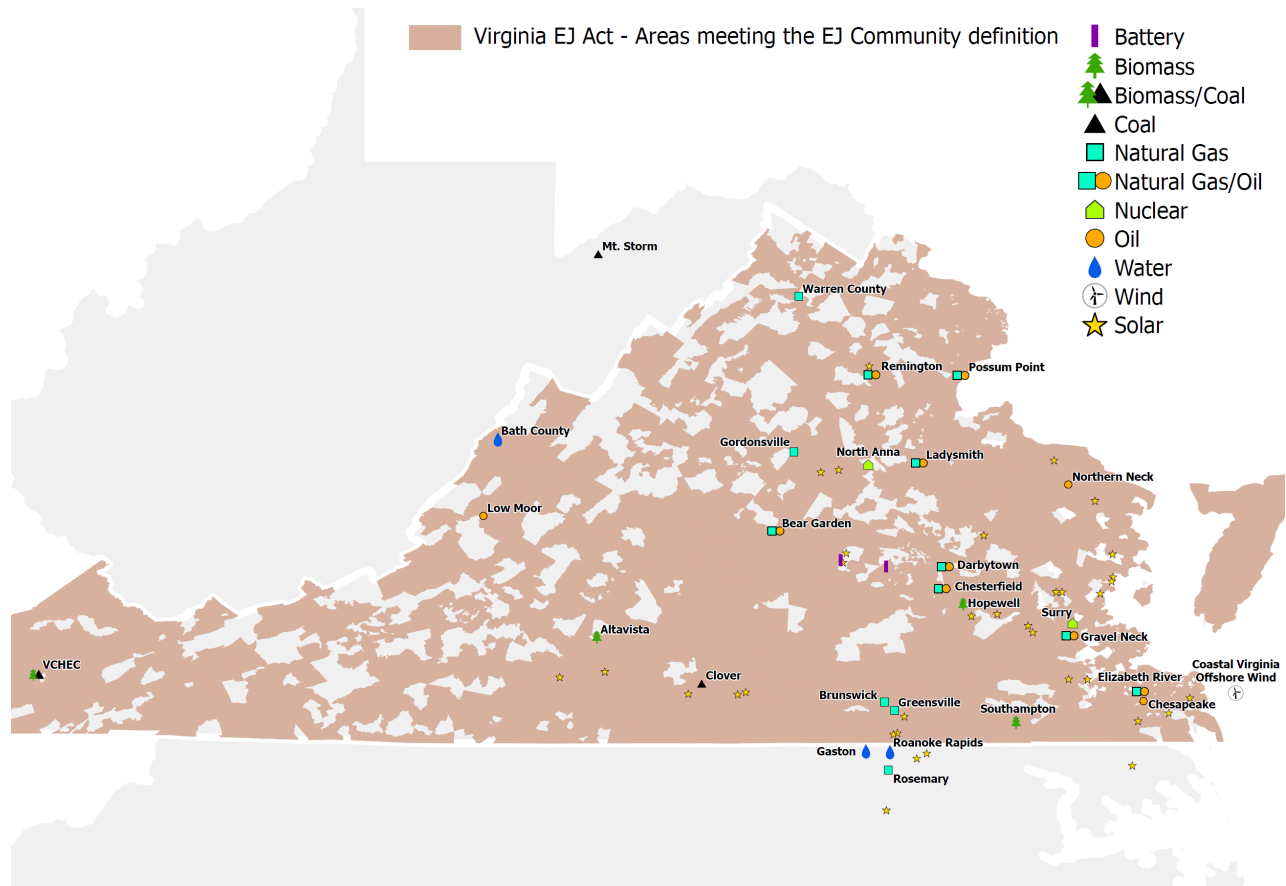 Virginia EJ Act - Areas meeting the EJ Community definition
Battery
Biomass
Biomass/Coal
Coal
Natural Gas
Natural Gas/Oil
Nuclear
Oil
Water
Wind
Solar
Mt. Storm
Warren County
Remington
Possum Point
Bath County
Gordonsville
North Anna
Ladysmith
Northern Neck
Low Moor
Bear Garden
Darbytown
Chesterfield
Hopewell
Surry
Altavista
Gravel Neck
VCHEC
Clover
Coastal Virginia
Offshore Wind
Elizabeth River
Brunswick
Greensville
Southampton
Chesapeake
Gaston
Roanoke Rapids
Rosemary